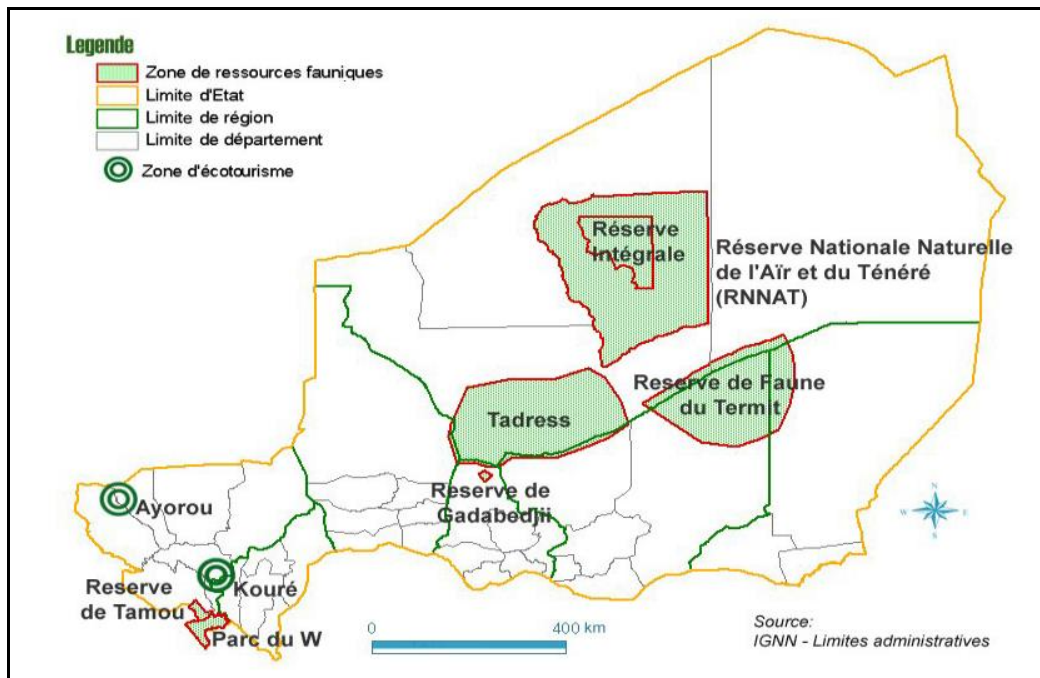 Legende
Zone de ressources fauniques
Limite d'Etat
Limite de région
Limite de département
Zone d'écotourisme
Réserve
Intégrale
Réserve Nationale Naturelle
de l'Aïr et du Ténéré
(RNNAT)
Reserve de Faune
du Termit
Tadress
Reserve de
Gadabedjii
Ayorou
Kouré
Reserve
de Tamou
Parc du W
N
W
E
S
0
400 km
Source:
IGNN - Limites administratives